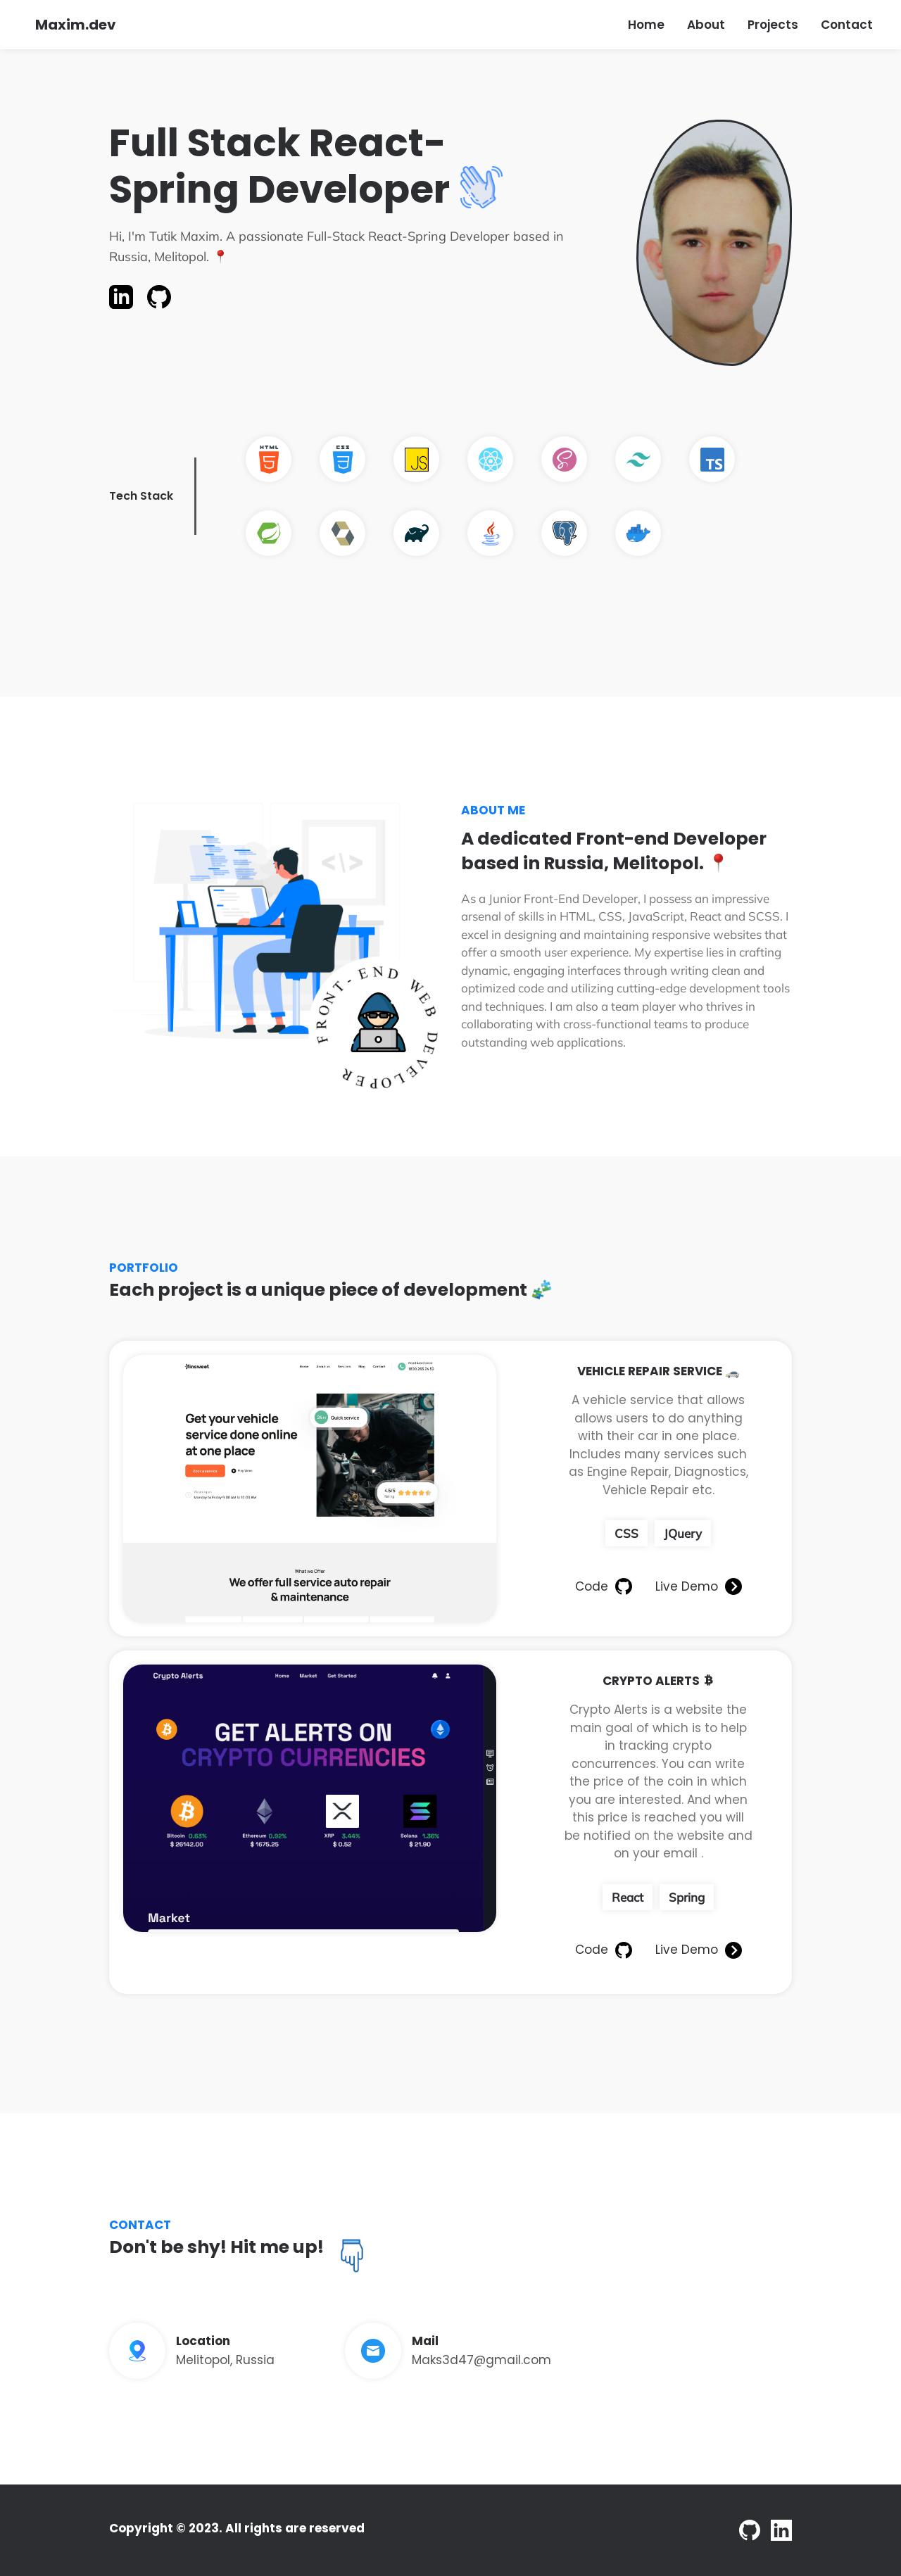 Maxim.dev
Home About Projects Contact
Full Stack React-
Spring Developer
Hi, I'm Tutik Maxim. A passionate Full-Stack React-Spring Developer based in
Russia, Melitopol.
in
Tech Stack
HTML
CSS
JS
TS
ABOUT ME
A dedicated Front-end Developer
based in Russia, Melitopol.
As a Junior Front-End Developer, I possess an impressive
arsenal of skills in HTML, CSS, JavaScript, React and SCSS. I
excel in designing and maintaining responsive websites that
offer a smooth user experience. My expertise lies in crafting
dynamic, engaging interfaces through writing clean and
optimized code and utilizing cutting-edge development tools
and techniques. I am also a team player who thrives in
collaborating with cross-functional teams to produce
outstanding web applications.
</>
FRONT-END WEB DEVELOPER
PORTFOLIO
Each project is a unique piece of development
Get your vehicle
service done online
at one place
Quick service
4.5/5
What we Offer
We offer full service auto repair
& maintenance
VEHICLE REPAIR SERVICE
A vehicle service that allows
allows users to do anything
with their car in one place.
Includes many services such
as Engine Repair, Diagnostics,
Vehicle Repair etc.
CSS JQuery
Code Live Demo
Crypto Alerts
Home Market Get Started
GET ALERTS ON
CRYPTO CURRENCIES
Bitcoin 0.63% Ethereum 0.92% XRP 3.44% Solana 1.36%
$ 26142.00 $ 1675.25 $ 0.52 $ 21.90
Market
CRYPTO ALERTS
Crypto Alerts is a website the
main goal of which is to help
in tracking crypto
concurrences. You can write
the price of the coin in which
you are interested. And when
this price is reached you will
be notified on the website and
on your email .
React Spring
Code Live Demo
CONTACT
Don't be shy! Hit me up!
Location
Melitopol, Russia
Mail
Maks3d47@gmail.com
Copyright © 2023. All rights are reserved
in